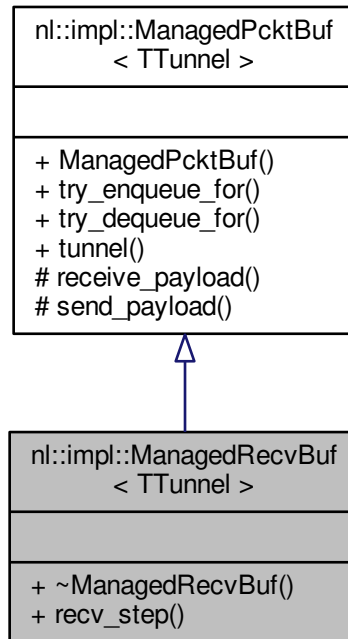 nl::impl::ManagedPcktBuf
< TTunnel >
+ ManagedPcktBuf()
+ try_enqueue_for()
+ try_dequeue_for()
+ tunnel()
# receive_payload()
# send_payload()
nl::impl::ManagedRecvBuf
< TTunnel >
+ ~ManagedRecvBuf()
+ recv_step()